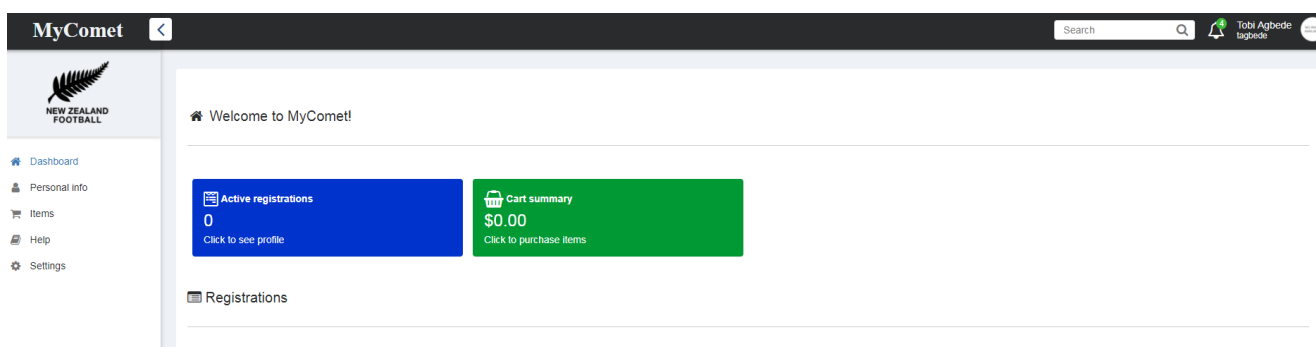 MyComet
Search
4
Tobi Agbede
tagbede
NEW ZEALAND
FOOTBALL
Dashboard
Personal info
Items
Help
Settings
Welcome to MyComet!
Active registrations
0
Click to see profile
Cart summary
$0.00
Click to purchase items
Registrations